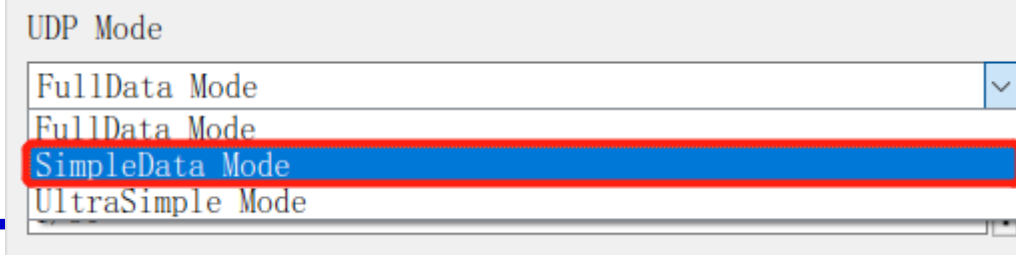 UDP Mode
FullData Mode
FullData Mode
SimpleData Mode
UltraSimple Mode